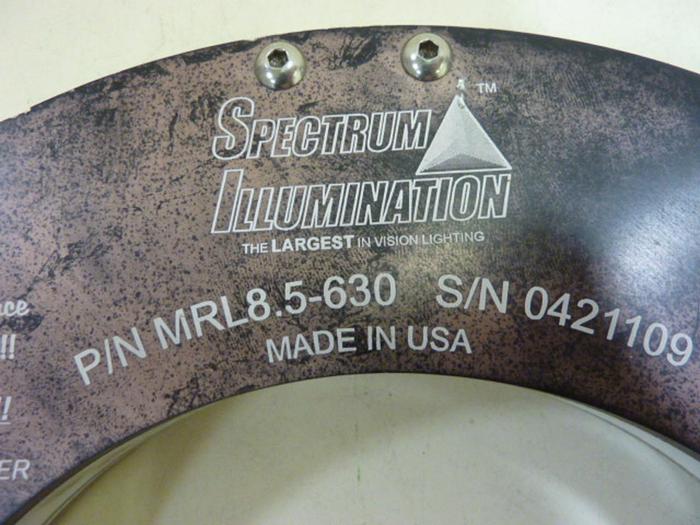 SPECTRUM ™
ILLUMINATION
THE LARGEST IN VISION LIGHTING
P/N MRL8.5-630 S/N 0421109
MADE IN USA
!!
!